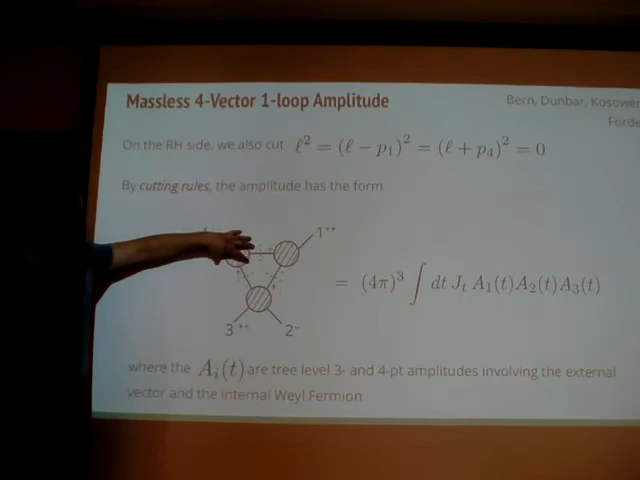 Massless 4-Vector 1-loop Amplitude
Bern, Dunbar, Kosower
Forde
On the RH side, we also cut ℓ² = (ℓ − p₁)² = (ℓ + p₄)² = 0
By cutting rules, the amplitude has the form
1⁺⁺
= (4π)³ ∫ dt Jₜ A₁(t)A₂(t)A₃(t)
3⁺⁺ 2⁻
where the Aᵢ(t) are tree level 3- and 4-pt amplitudes involving the external
vector and the internal Weyl Fermion